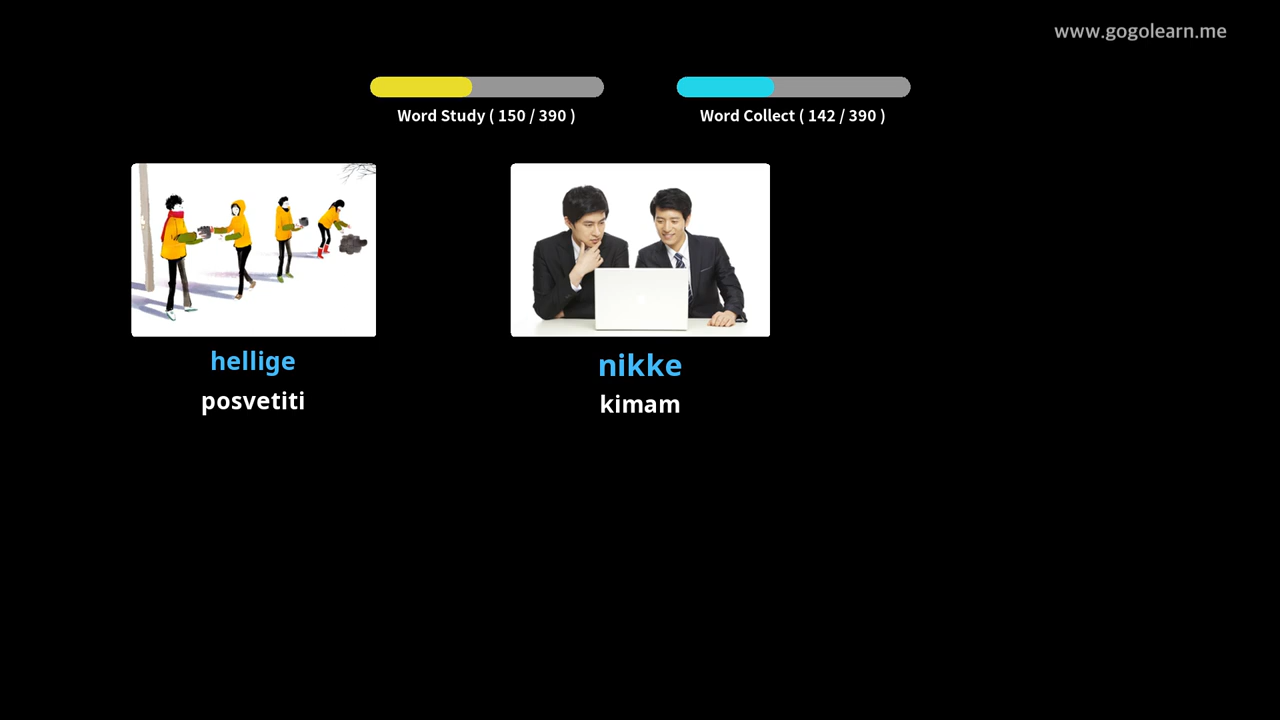 www.gogolearn.me
Word Study ( 150 / 390 )
Word Collect ( 142 / 390 )
hellige
posvetiti
nikke
kimam